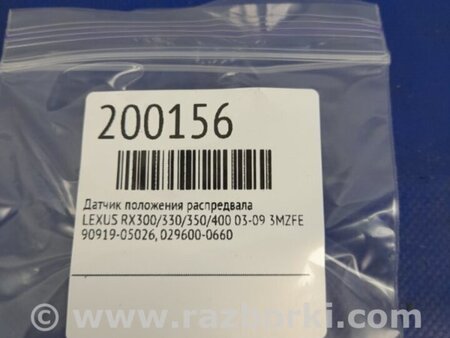 200156
Датчик положения распредвала
LEXUS RX300/330/350/400 03-09 3MZFE
90919-05026, 029600-0660
© www.razborki.com